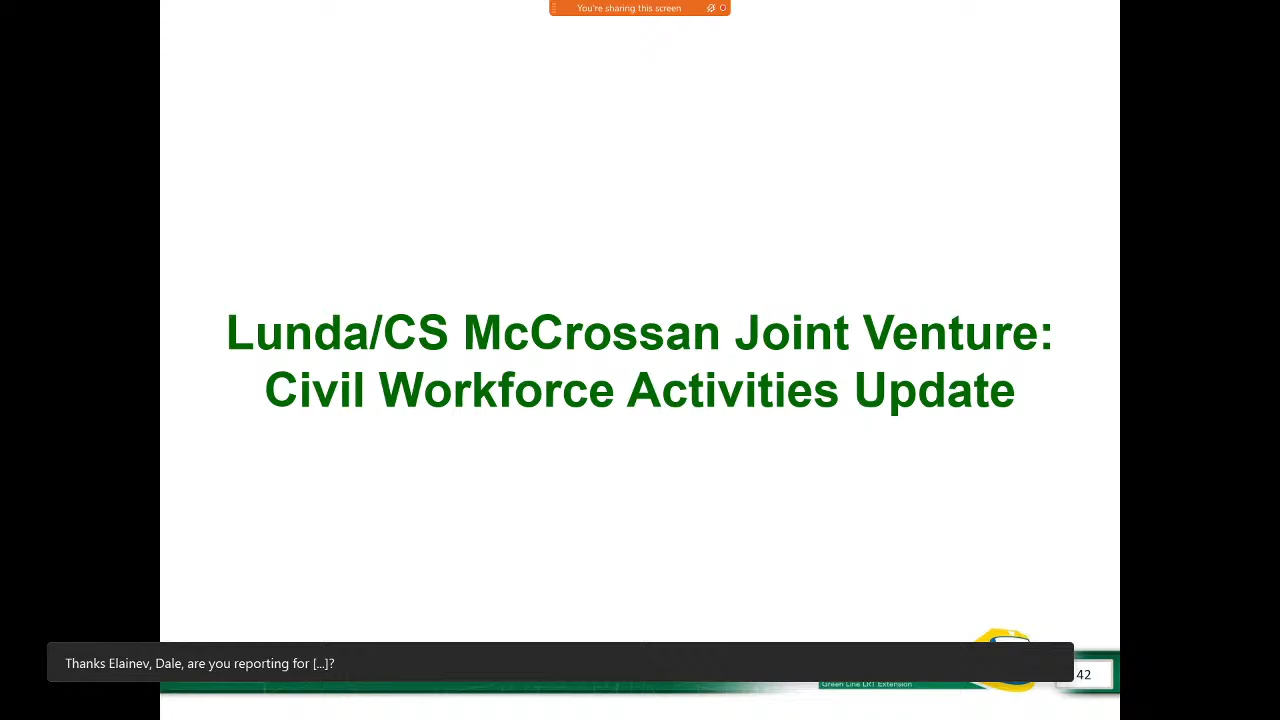 You're sharing this screen
Lunda/CS McCrossan Joint Venture:
Civil Workforce Activities Update
Thanks Elainev, Dale, are you reporting for [...]?
42
Green Line LRT Extension